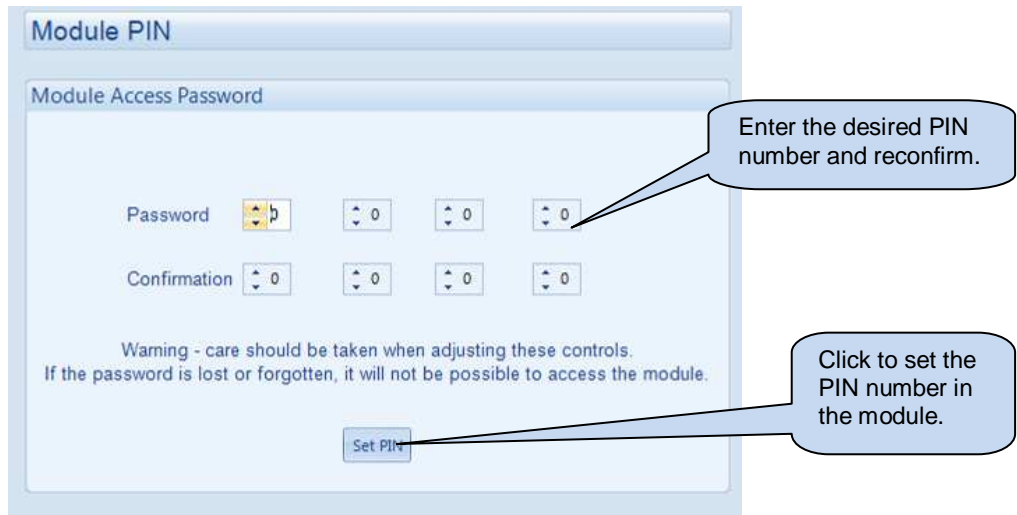 Module PIN
Module Access Password
Enter the desired PIN
number and reconfirm.
Password 0 0 0 0
Confirmation 0 0 0 0
Warning - care should be taken when adjusting these controls.
If the password is lost or forgotten, it will not be possible to access the module.
Click to set the
PIN number in
the module.
Set PIN